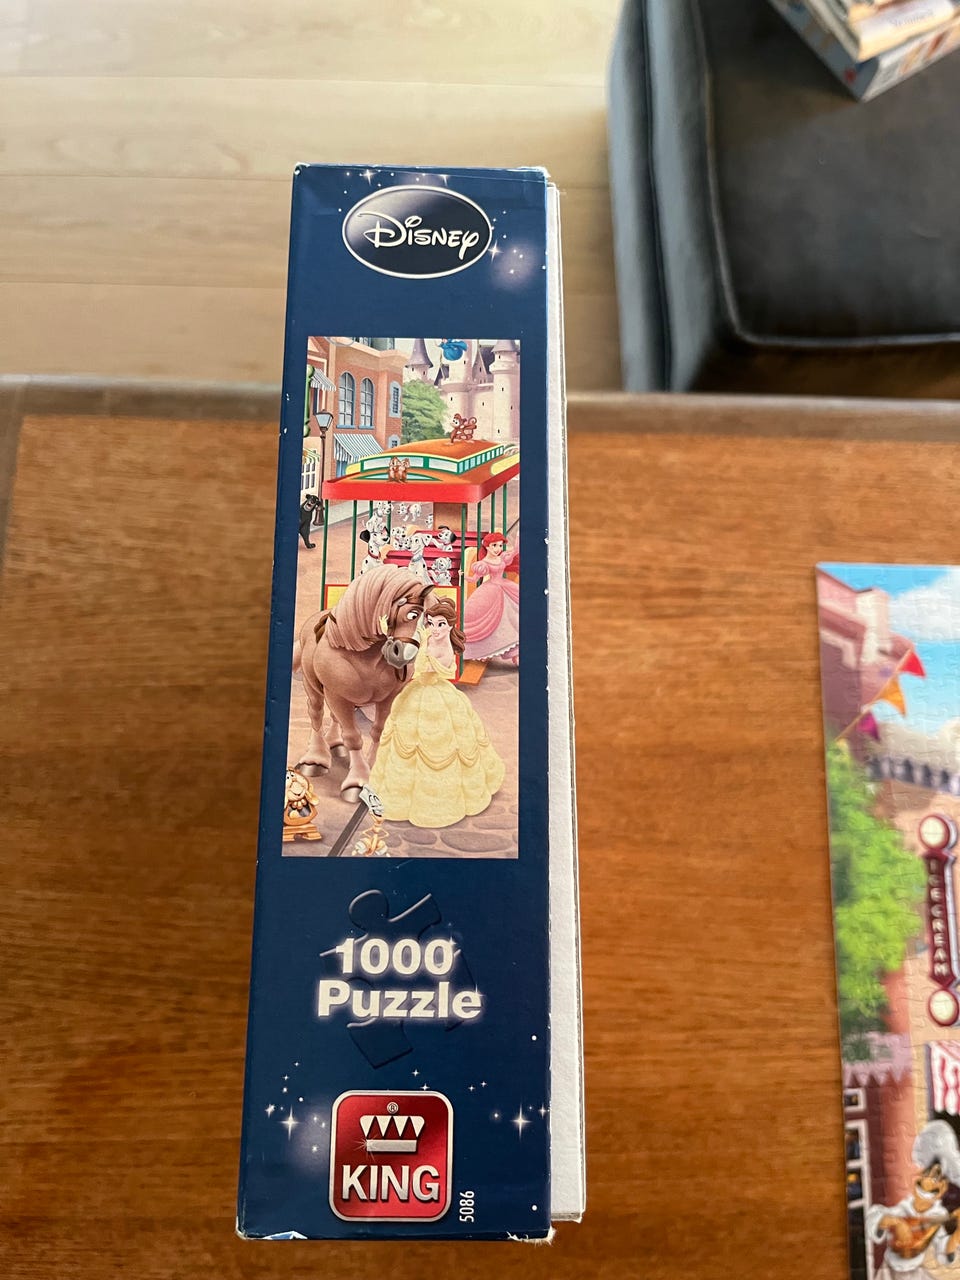 Disney
1000
Puzzle
®
KING
5086
ICE CREAM